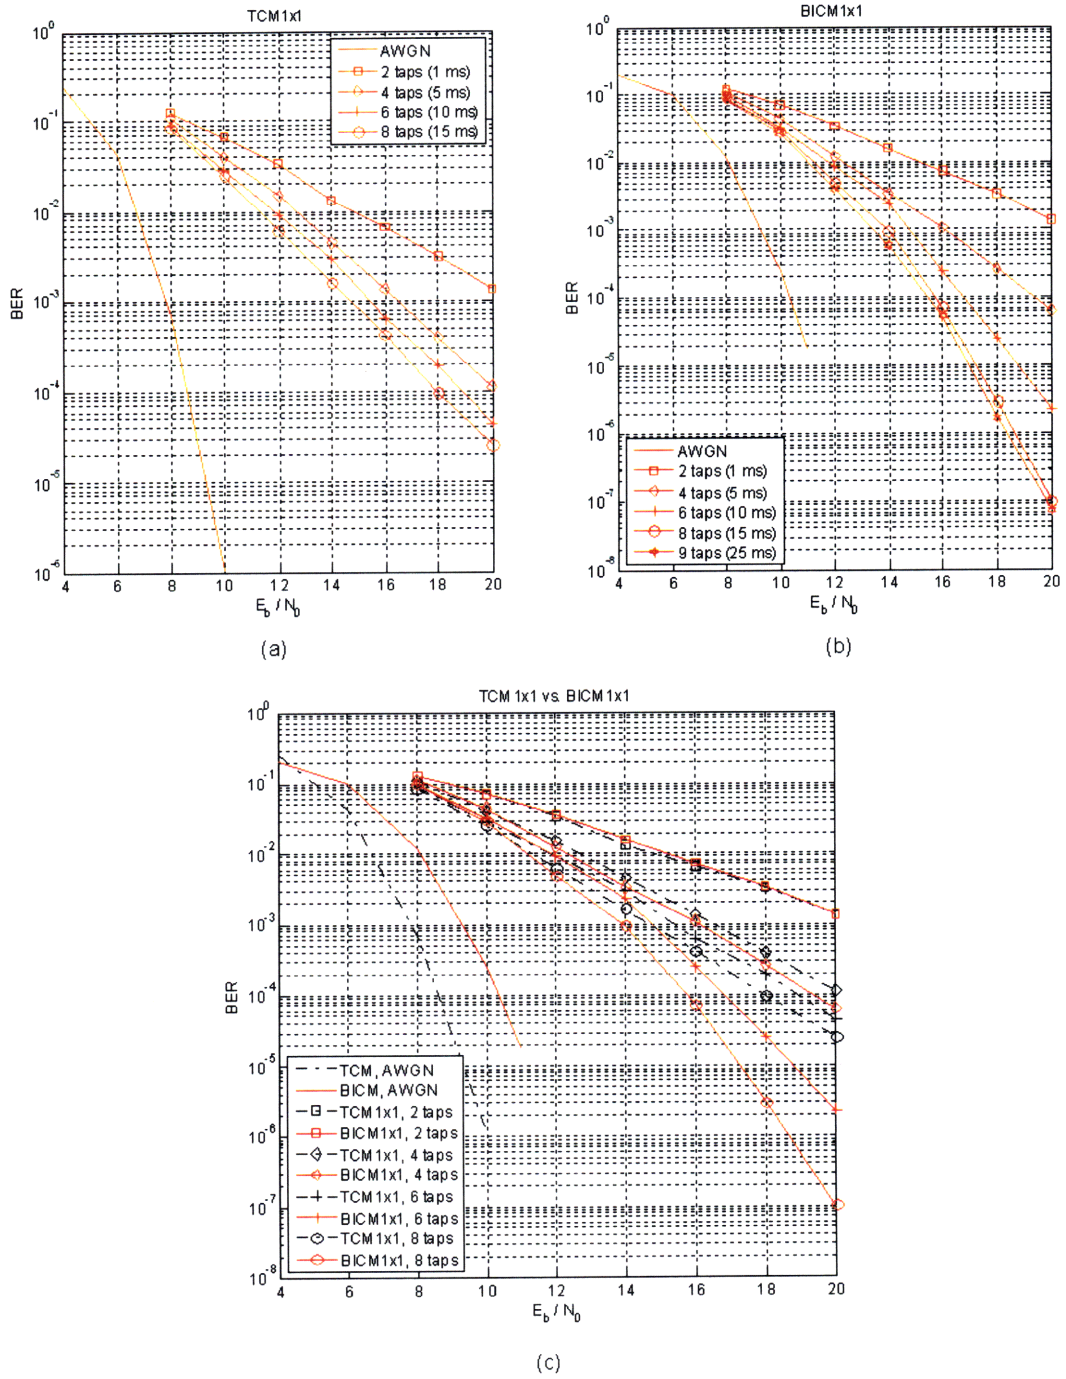 (a)
TCM1x1
10^0
10^-1
10^-2
10^-3
10^-4
10^-5
10^-6
BER
AWGN
2 taps (1 ms)
4 taps (5 ms)
6 taps (10 ms)
8 taps (15 ms)
4 6 8 10 12 14 16 18 20
E_b / N_0
(a)
(b)
BICM1x1
10^0
10^-1
10^-2
10^-3
10^-4
10^-5
10^-6
10^-7
10^-8
BER
AWGN
2 taps (1 ms)
4 taps (5 ms)
6 taps (10 ms)
8 taps (15 ms)
9 taps (25 ms)
4 6 8 10 12 14 16 18 20
E_b / N_0
(b)
TCM 1x1 vs. BICM1x1
10^0
10^-1
10^-2
10^-3
10^-4
10^-5
10^-6
10^-7
10^-8
BER
TCM, AWGN
BICM, AWGN
TCM1x1, 2 taps
BICM1x1, 2 taps
TCM1x1, 4 taps
BICM1x1, 4 taps
TCM1x1, 6 taps
BICM1x1, 6 taps
TCM1x1, 8 taps
BICM1x1, 8 taps
4 6 8 10 12 14 16 18 20
E_b / N_0
(c)